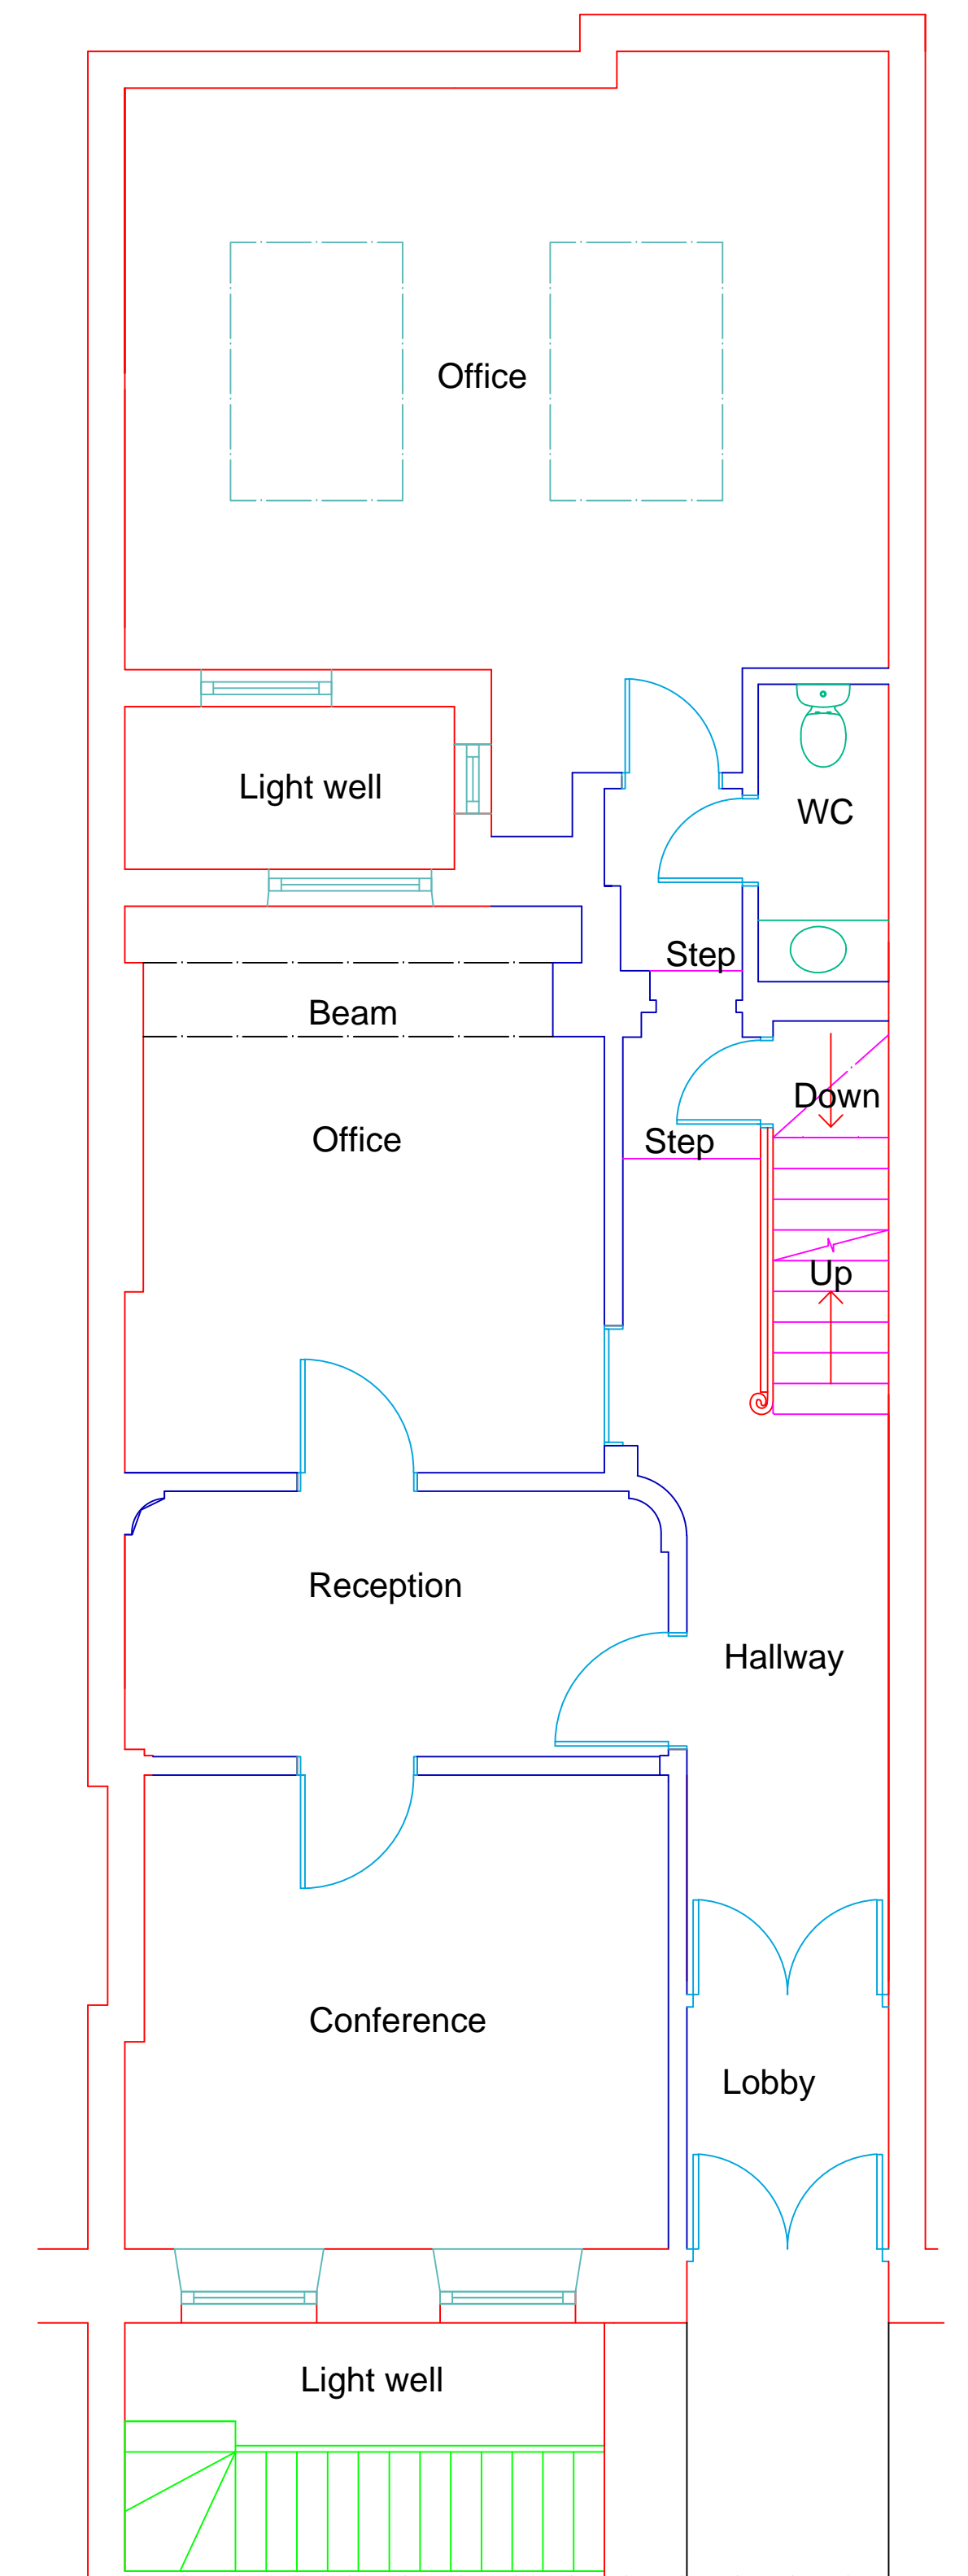 Office
Light well
WC
Step
Beam
Down
Office
Step
Up
Reception
Hallway
Conference
Lobby
Light well